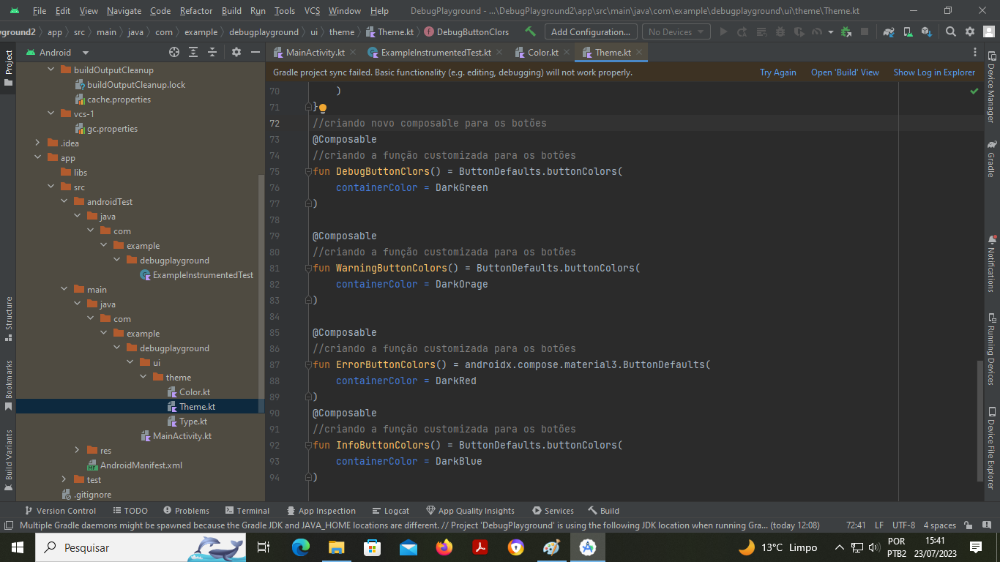 File Edit View Navigate Code Refactor Build Run Tools VCS Window Help DebugPlayground - ...\DebugPlayground2\app\src\main\java\com\example\debugplayground\ui\theme\Theme.kt
yground2 app src main java com example debugplayground ui theme Theme.kt DebugButtonClors Add Configuration... No Devices
Android
MainActivity.kt ExampleInstrumentedTest.kt Color.kt Theme.kt
Gradle project sync failed. Basic functionality (e.g. editing, debugging) will not work properly. Try Again Open 'Build' View Show Log in Explorer
Project
Structure
Bookmarks
Build Variants
buildOutputCleanup
buildOutputCleanup.lock
cache.properties
vcs-1
gc.properties
.idea
app
libs
src
androidTest
java
com
example
debugplayground
ExampleInstrumentedTest
main
java
com
example
debugplayground
ui
theme
Color.kt
Theme.kt
Type.kt
MainActivity.kt
res
AndroidManifest.xml
test
.gitignore
70 )
71 }
72 //criando novo composable para os botões
73 @Composable
74 //criando a função customizada para os botões
75 fun DebugButtonClors() = ButtonDefaults.buttonColors(
76 containerColor = DarkGreen
77 )
78
79 @Composable
80 //criando a função customizada para os botões
81 fun WarningButtonColors() = ButtonDefaults.buttonColors(
82 containerColor = DarkOrage
83 )
84
85 @Composable
86 //criando a função customizada para os botões
87 fun ErrorButtonColors() = androidx.compose.material3.ButtonDefaults(
88 containerColor = DarkRed
89 )
90 @Composable
91 //criando a função customizada para os botões
92 fun InfoButtonColors() = ButtonDefaults.buttonColors(
93 containerColor = DarkBlue
94 )
Device Manager
Gradle
Notifications
Running Devices
Device File Explorer
Version Control TODO Problems Terminal App Inspection Logcat App Quality Insights Services Build
Multiple Gradle daemons might be spawned because the Gradle JDK and JAVA_HOME locations are different. // Project 'DebugPlayground' is using the following JDK location when running Gra... (today 12:08) 72:41 LF UTF-8 4 spaces
Pesquisar 13°C Limpo POR 15:41
PTB2 23/07/2023